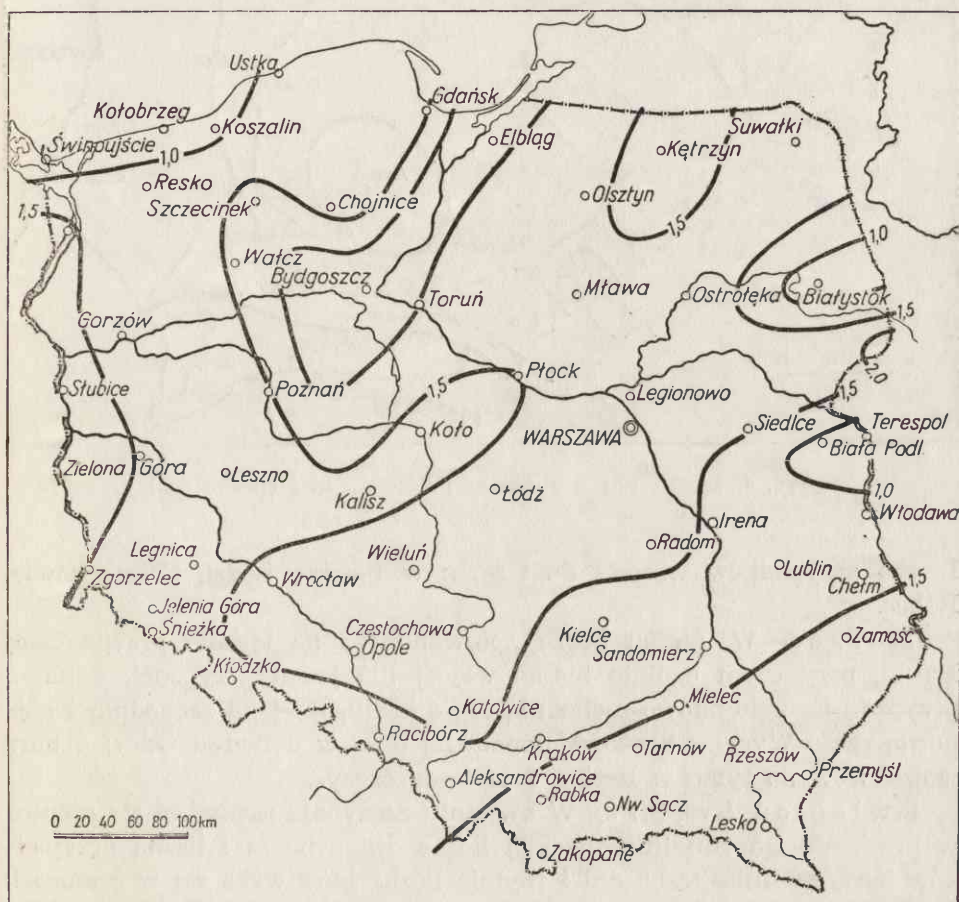 Ustka
Gdańsk
Kołobrzeg
Koszalin
Elbląg
Suwałki
Świnoujście
1,0
Kętrzyn
Resko
Olsztyn
Szczecinek
Chojnice
1,5
1,5
1,0
Wałcz
Bydgoszcz
Toruń
Mława
Ostrołęka
Białystok
1,5
Gorzów
2,0
Płock
Słubice
Poznań
1,5
Legionowo
1,5
Koło
WARSZAWA
Siedlce
Terespol
Biała Podl.
Zielona Góra
Leszno
Kalisz
Łódź
1,0
Włodawa
Irena
Radom
Legnica
Wieluń
Zgorzelec
Wrocław
Lublin
Chełm
1,5
Jelenia Góra
Śnieżka
Częstochowa
Kielce
Zamość
Opole
Sandomierz
Kłodzko
Katowice
Mielec
Racibórz
Kraków
Tarnów
Rzeszów
Aleksandrowice
Przemyśl
Rabka
Nw. Sącz
Lesko
0 20 40 60 80 100 km
Zakopane